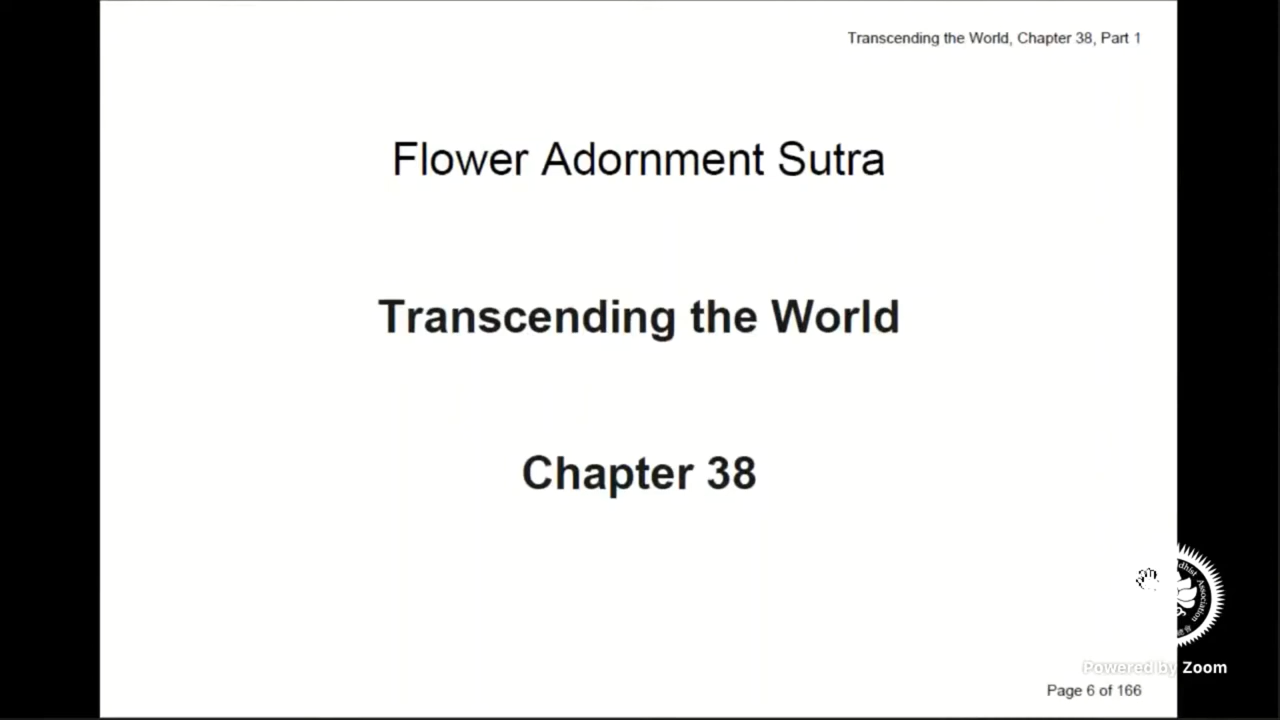 Transcending the World, Chapter 38, Part 1
Flower Adornment Sutra
Transcending the World
Chapter 38
Association
Powered by Zoom
Page 6 of 166